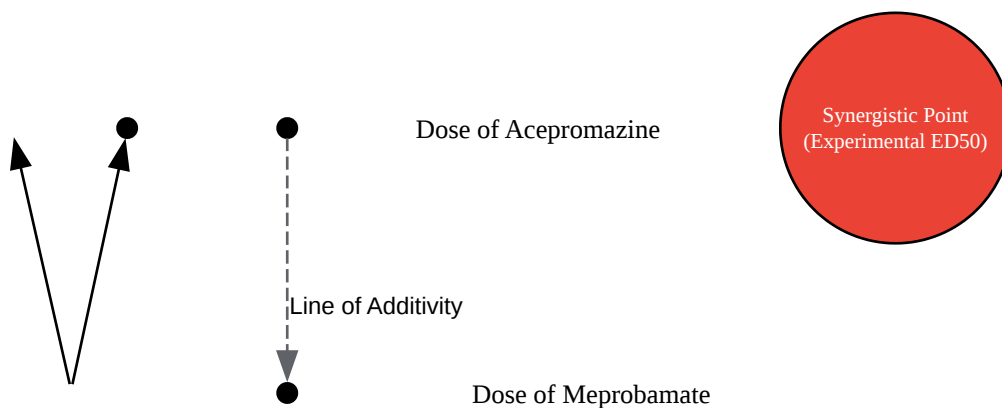 Synergistic Point
(Experimental ED50)
Dose of Acepromazine
Line of Additivity
Dose of Meprobamate